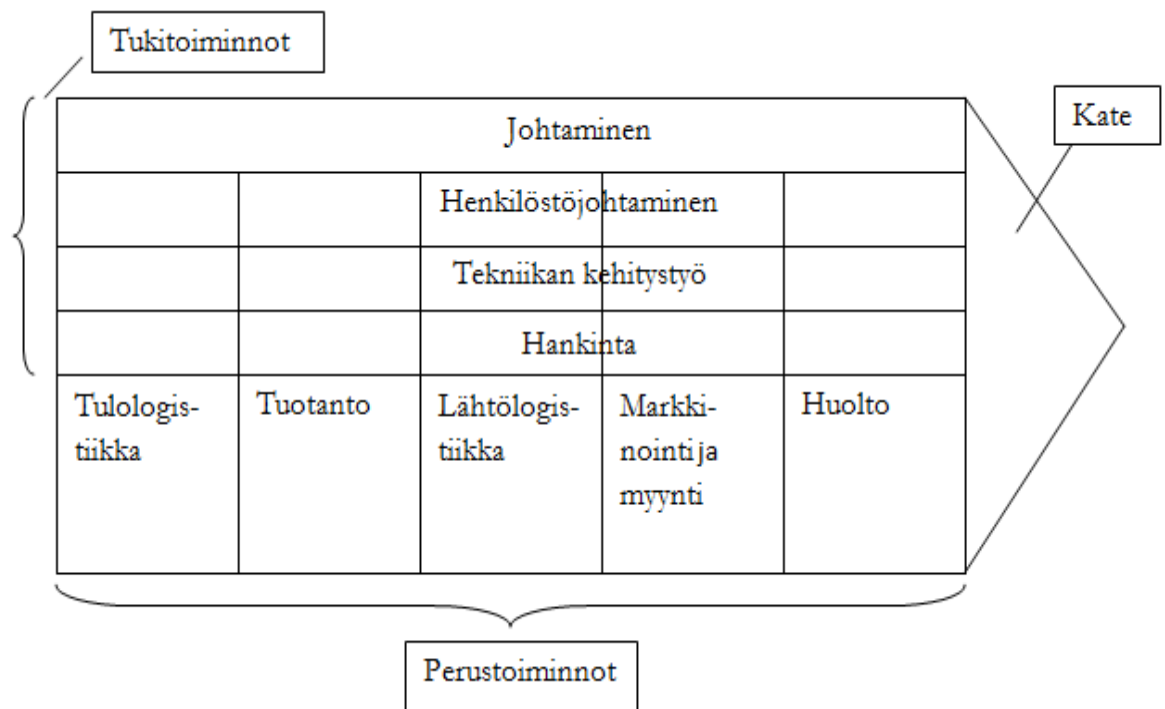 Tukitoiminnot
Kate
Johtaminen
Henkilöstöjohtaminen
Tekniikan kehitystyö
Hankinta
Tulologis-
tiikka
Tuotanto
Lähtölogis-
tiikka
Markki-
nointi ja
myynti
Huolto
Perustoiminnot